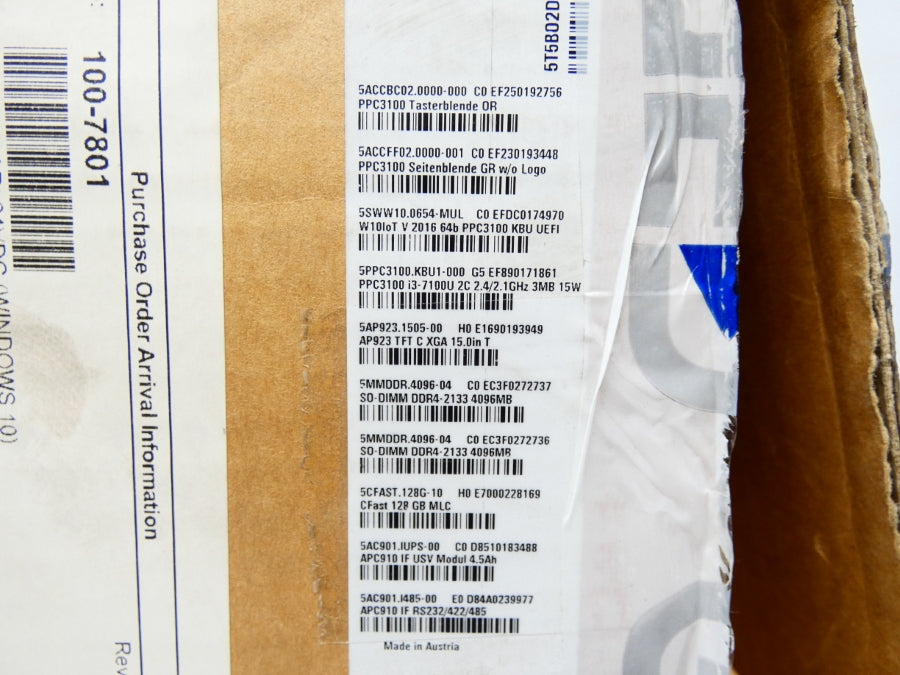 100-7801
Purchase Order Arrival Information
Rev
(WINDOWS 10)
5T5B02D
5ACCBC02.0000-000 C0 EF250192756
PPC3100 Tasterblende OR
5ACCFF02.0000-001 C0 EF230193448
PPC3100 Seitenblende GR w/o Logo
5SWW10.0654-MUL C0 EFDC0174970
W10IoT V 2016 64b PPC3100 KBU UEFI
5PPC3100.KBU1-000 G5 EF890171861
PPC3100 i3-7100U 2C 2.4/2.1GHz 3MB 15W
5AP923.1505-00 H0 E1690193949
AP923 TFT C XGA 15.0in T
5MMDDR.4096-04 C0 EC3F0272737
SO-DIMM DDR4-2133 4096MB
5MMDDR.4096-04 C0 EC3F0272736
SO-DIMM DDR4-2133 4096MB
5CFAST.128G-10 H0 E7000228169
CFast 128 GB MLC
5AC901.IUPS-00 C0 D8510183488
APC910 IF USV Modul 4.5Ah
5AC901.I485-00 E0 D84A0239977
APC910 IF RS232/422/485
Made in Austria